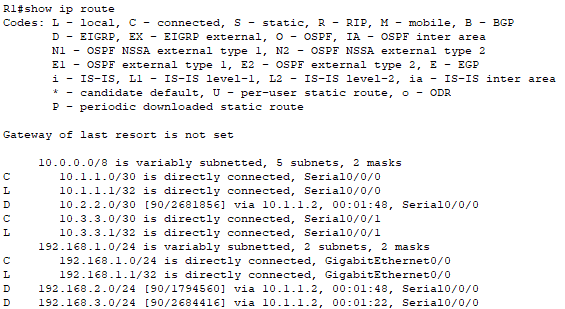 R1#show ip route
Codes: L - local, C - connected, S - static, R - RIP, M - mobile, B - BGP
D - EIGRP, EX - EIGRP external, O - OSPF, IA - OSPF inter area
N1 - OSPF NSSA external type 1, N2 - OSPF NSSA external type 2
E1 - OSPF external type 1, E2 - OSPF external type 2, E - EGP
i - IS-IS, L1 - IS-IS level-1, L2 - IS-IS level-2, ia - IS-IS inter area
* - candidate default, U - per-user static route, o - ODR
P - periodic downloaded static route
Gateway of last resort is not set
10.0.0.0/8 is variably subnetted, 5 subnets, 2 masks
C 10.1.1.0/30 is directly connected, Serial0/0/0
L 10.1.1.1/32 is directly connected, Serial0/0/0
D 10.2.2.0/30 [90/2681856] via 10.1.1.2, 00:01:48, Serial0/0/0
C 10.3.3.0/30 is directly connected, Serial0/0/1
L 10.3.3.1/32 is directly connected, Serial0/0/1
192.168.1.0/24 is variably subnetted, 2 subnets, 2 masks
C 192.168.1.0/24 is directly connected, GigabitEthernet0/0
L 192.168.1.1/32 is directly connected, GigabitEthernet0/0
D 192.168.2.0/24 [90/1794560] via 10.1.1.2, 00:01:48, Serial0/0/0
D 192.168.3.0/24 [90/2684416] via 10.1.1.2, 00:01:22, Serial0/0/0